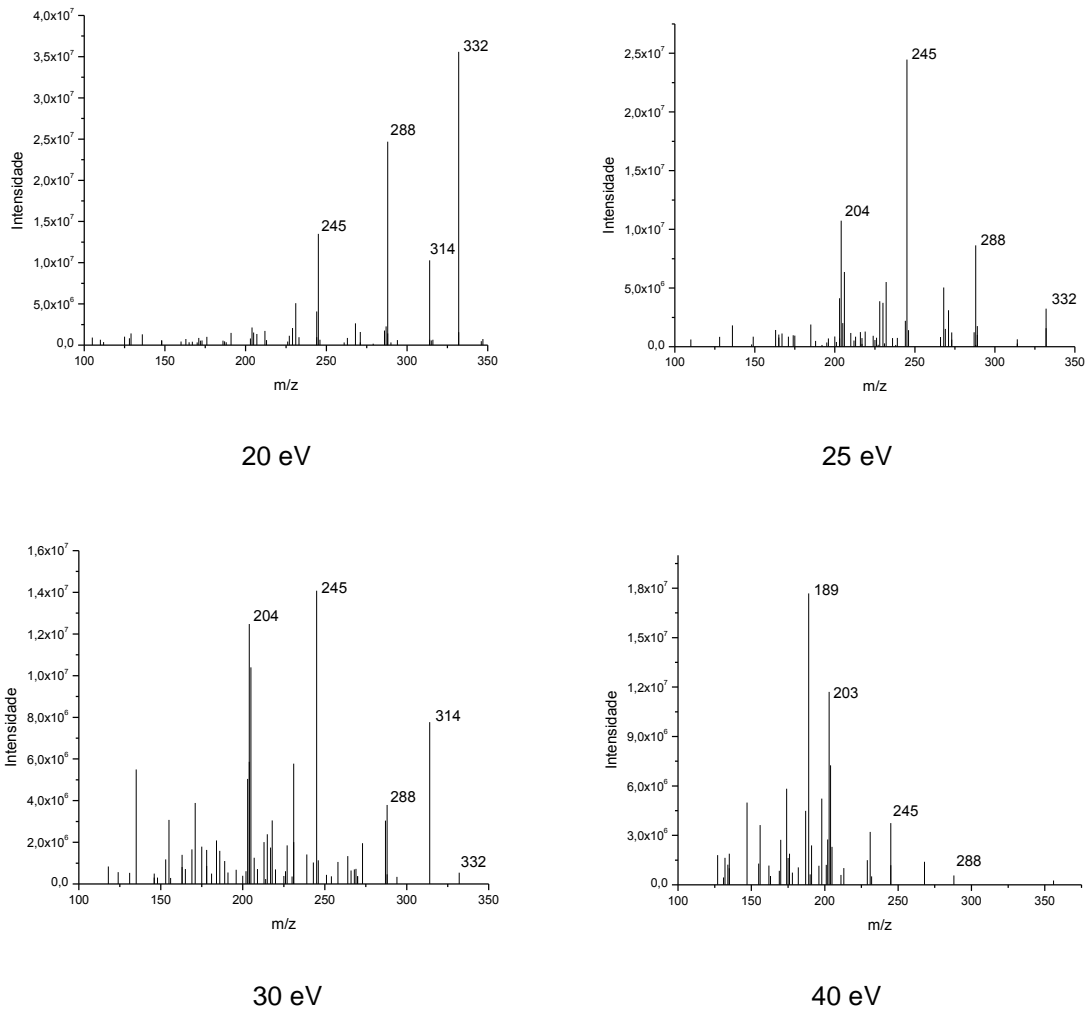 4,0x10⁷
3,5x10⁷
3,0x10⁷
2,5x10⁷
2,0x10⁷
1,5x10⁷
1,0x10⁷
5,0x10⁶
0,0
332
288
245
314
100 150 200 250 300 350
Intensidade
m/z
20 eV
2,5x10⁷
2,0x10⁷
1,5x10⁷
1,0x10⁷
5,0x10⁶
0,0
245
204
288
332
100 150 200 250 300 350
Intensidade
m/z
25 eV
1,6x10⁷
1,4x10⁷
1,2x10⁷
1,0x10⁷
8,0x10⁶
6,0x10⁶
4,0x10⁶
2,0x10⁶
0,0
245
204
314
288
332
100 150 200 250 300 350
Intensidade
m/z
30 eV
1,8x10⁷
1,5x10⁷
1,2x10⁷
9,0x10⁶
6,0x10⁶
3,0x10⁶
0,0
189
203
245
288
100 150 200 250 300 350
Intensidade
m/z
40 eV